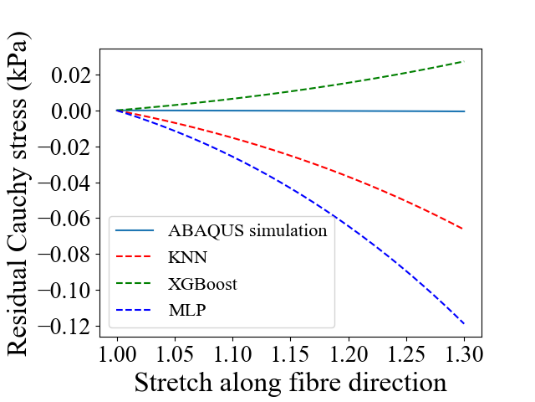 Residual Cauchy stress (kPa)
0.02
0.00
−0.02
−0.04
−0.06
−0.08
−0.10
−0.12
ABAQUS simulation
KNN
XGBoost
MLP
1.00 1.05 1.10 1.15 1.20 1.25 1.30
Stretch along fibre direction